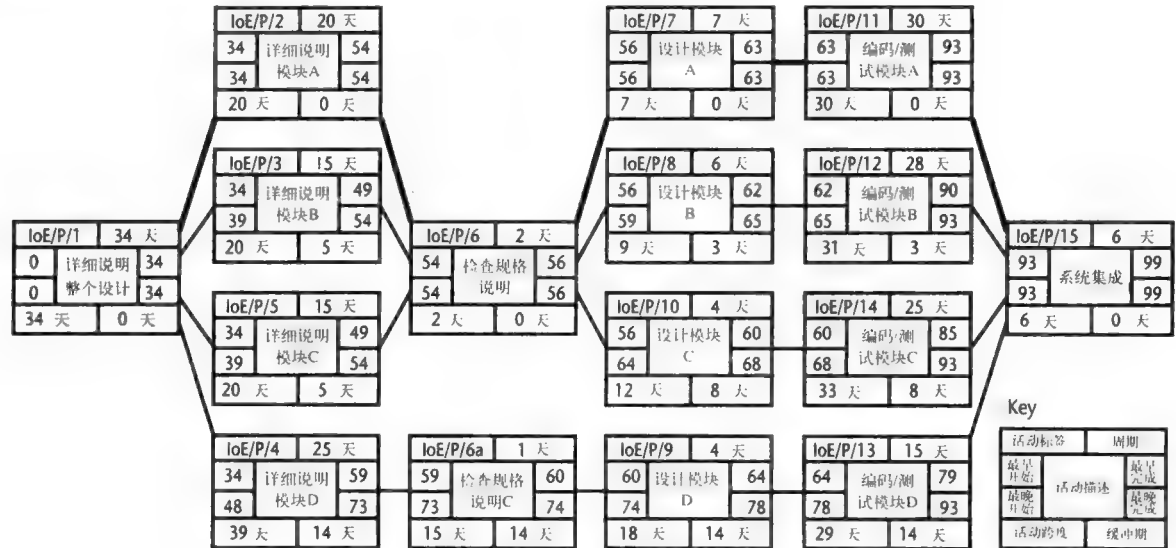 IoE/P/2 20 天
34 详细说明 54
34 模块A 54
20 天 0 天
IoE/P/7 7 天
56 设计模块 63
56 A 63
7 天 0 天
IoE/P/11 30 天
63 编码/测 93
63 试模块A 93
30 天 0 天
IoE/P/3 15 天
34 详细说明 49
39 模块B 54
20 天 5 天
IoE/P/8 6 天
56 设计模块 62
59 B 65
9 天 3 天
IoE/P/12 28 天
62 编码/测 90
65 试模块B 93
31 天 3 天
IoE/P/1 34 天
0 详细说明 34
0 整个设计 34
34 天 0 天
IoE/P/6 2 天
54 检查规格 56
54 说明 56
2 天 0 天
IoE/P/15 6 天
93 系统集成 99
93 99
6 天 0 天
IoE/P/5 15 天
34 详细说明 49
39 模块C 54
20 天 5 天
IoE/P/10 4 天
56 设计模块 60
64 C 68
12 天 8 天
IoE/P/14 25 天
60 编码/测 85
68 试模块C 93
33 天 8 天
IoE/P/4 25 天
34 详细说明 59
48 模块D 73
39 天 14 天
IoE/P/6a 1 天
59 检查规格 60
73 说明C 74
15 天 14 天
IoE/P/9 4 天
60 设计模块 64
74 D 78
18 天 14 天
IoE/P/13 15 天
64 编码/测 79
78 试模块D 93
29 天 14 天
Key
活动标签 周期
最早开始 活动描述 最早完成
最晚开始 最晚完成
活动跨度 缓冲期